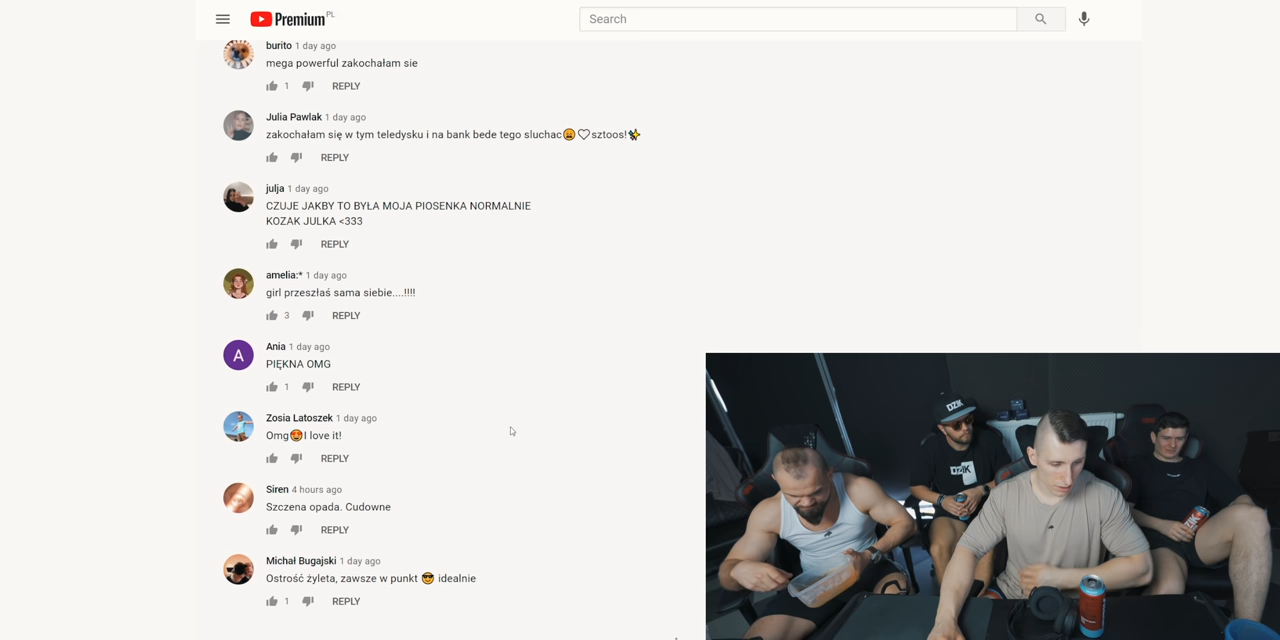 Premium PL
Search
burito 1 day ago
mega powerful zakochałam sie
1 REPLY
Julia Pawlak 1 day ago
zakochałam się w tym teledysku i na bank bede tego sluchac😩♡sztoos!✨
REPLY
julja 1 day ago
CZUJE JAKBY TO BYŁA MOJA PIOSENKA NORMALNIE
KOZAK JULKA <333
REPLY
amelia:* 1 day ago
girl przeszłaś sama siebie....!!!!
3 REPLY
A
Ania 1 day ago
PIĘKNA OMG
1 REPLY
Zosia Latoszek 1 day ago
Omg😍I love it!
REPLY
Siren 4 hours ago
Szczena opada. Cudowne
REPLY
Michał Bugajski 1 day ago
Ostrość żyleta, zawsze w punkt 😎 idealnie
1 REPLY
DZIK
DZIK